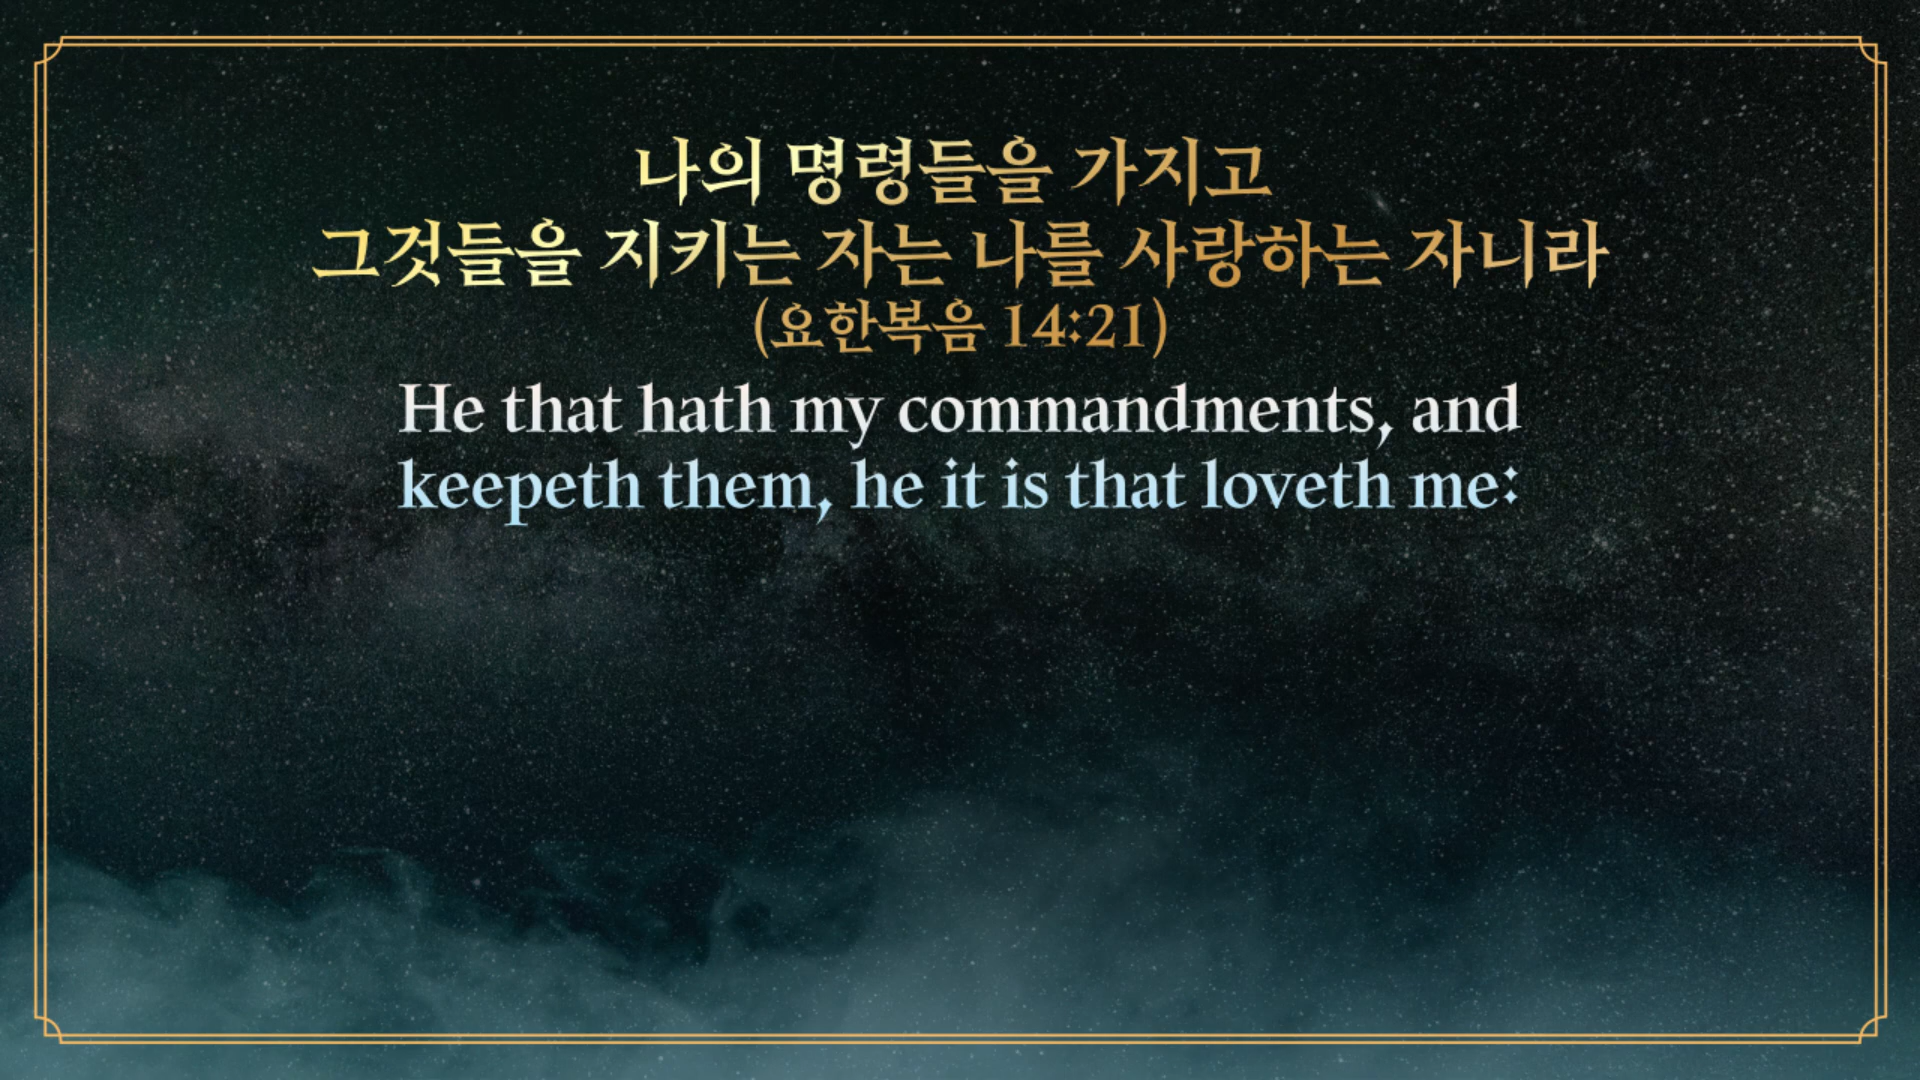 나의 명령들을 가지고
그것들을 지키는 자는 나를 사랑하는 자니라
(요한복음 14:21)
He that hath my commandments, and
keepeth them, he it is that loveth me: